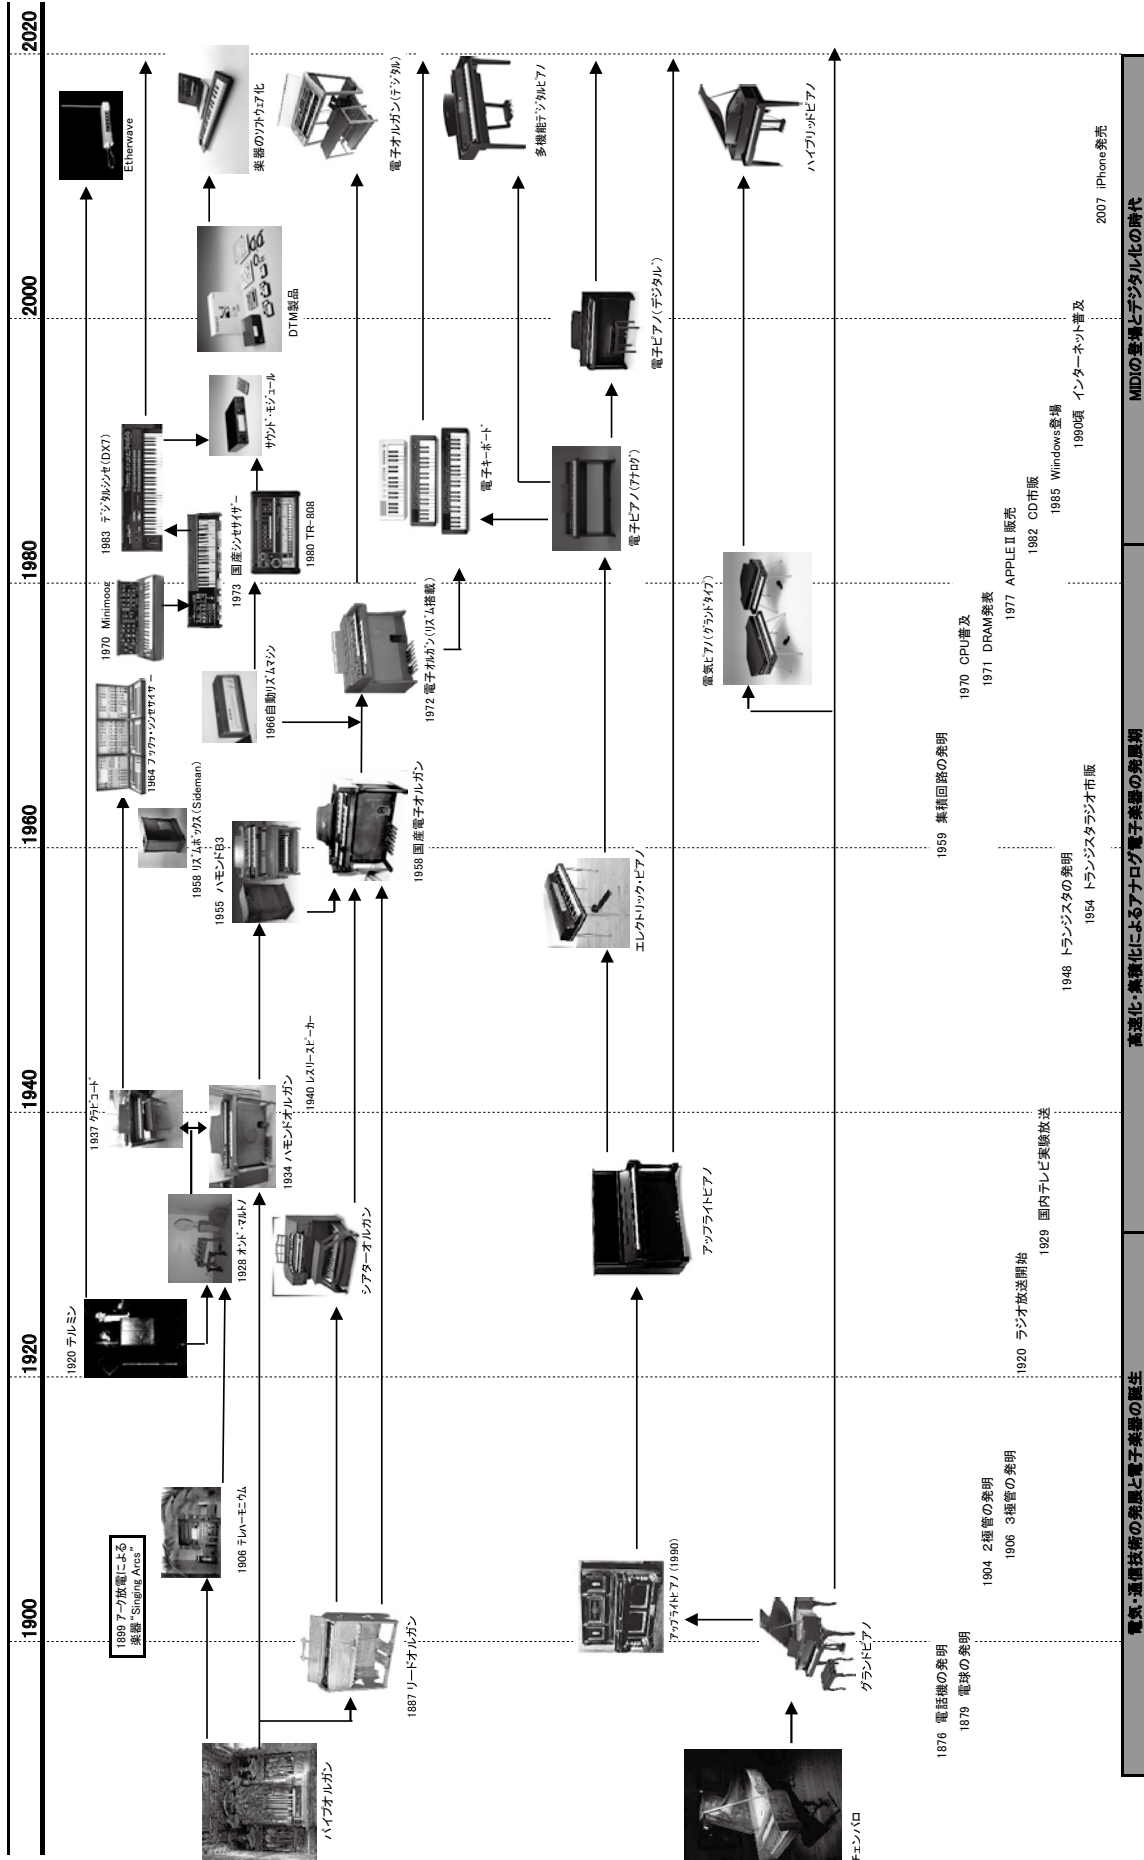 1900
1920
1940
1960
1980
2000
2020
1899 アーク放電による
楽器“Singing Arcs”
1906 テレハーモニウム
1920 テルミン
1928 オンド・マルトノ
1937 クラビコード
1934 ハモンドオルガン
1940 レスリースピーカー
1958 リズムボックス(Sideman)
1955 ハモンドB3
1964 ブックラ・シンセサイザー
1970 Minimoog
1973 国産シンセサイザー
1983 デジタルシンセ(DX7)
1966自動リズムマシン
1980 TR-808
サウンド・モジュール
DTM製品
Etherwave
楽器のソフトウェア化
パイプオルガン
1887 リードオルガン
シアターオルガン
1958 国産電子オルガン
1972 電子オルガン(リズム搭載)
電子オルガン(デジタル)
電子キーボード
多機能デジタルピアノ
アップライトピアノ(1990)
アップライトピアノ
エレクトリック・ピアノ
電子ピアノ(アナログ)
電子ピアノ(デジタル)
チェンバロ
グランドピアノ
電気ピアノ(グランドタイプ)
ハイブリッドピアノ
1876 電話機の発明
1879 電球の発明
1904 2極管の発明
1906 3極管の発明
1920 ラジオ放送開始
1929 国内テレビ実験放送
1948 トランジスタの発明
1954 トランジスタラジオ市販
1959 集積回路の発明
1970 CPU普及
1971 DRAM発表
1977 APPLEⅡ販売
1982 CD市販
1985 Wiindows登場
1990頃 インターネット普及
2007 iPhone発売
電気・通信技術の発展と電子楽器の誕生
高速化・集積化によるアナログ電子楽器の発展期
MIDIの登場とデジタル化の時代